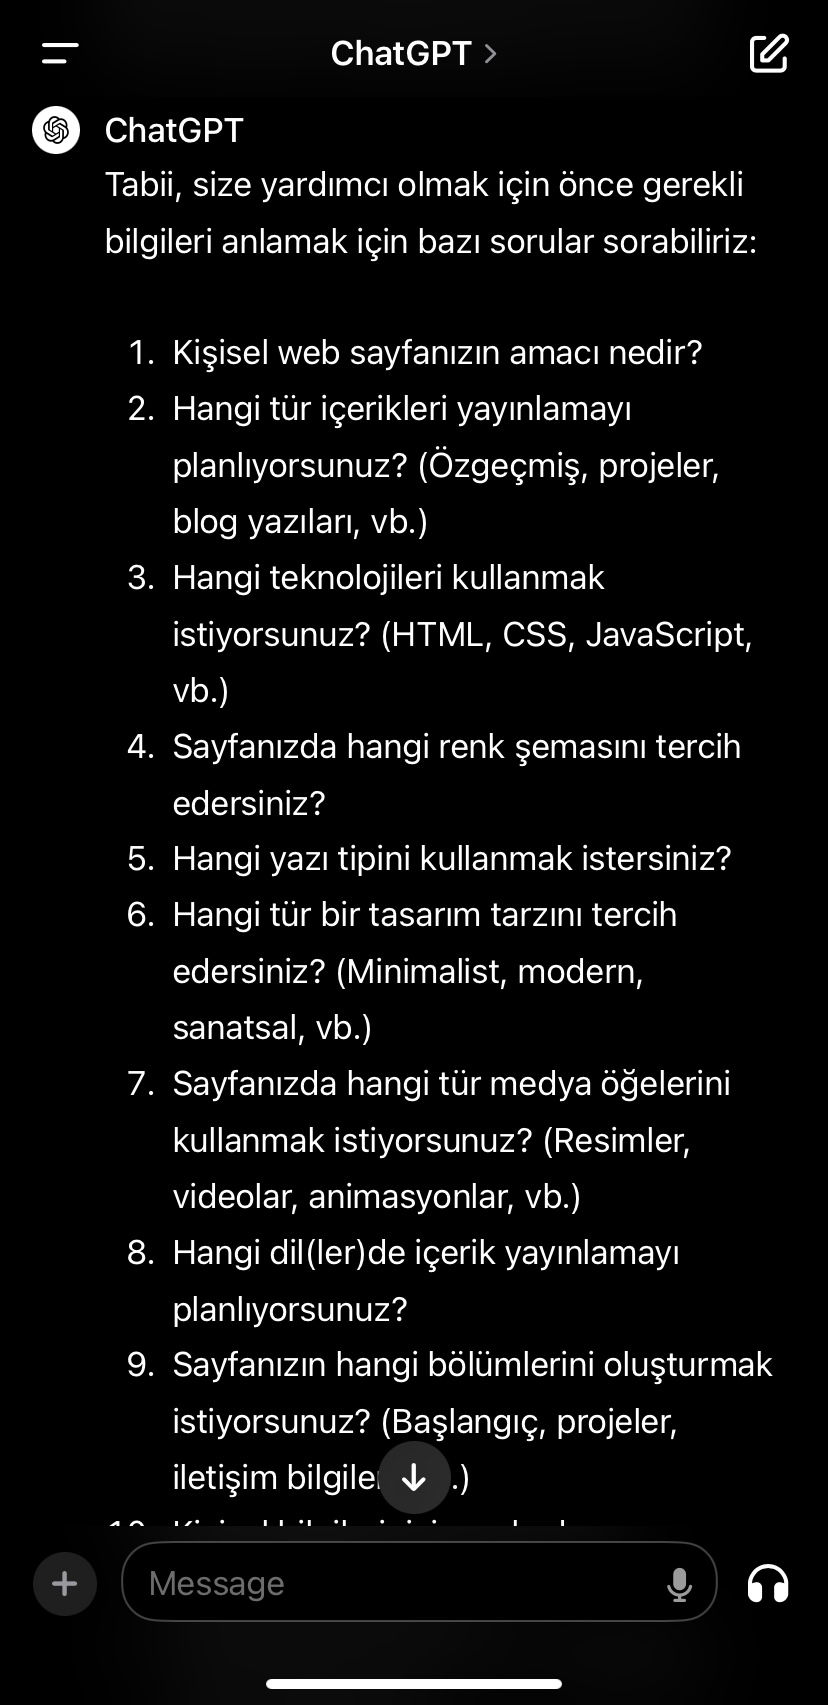 ChatGPT
ChatGPT
Tabii, size yardımcı olmak için önce gerekli
bilgileri anlamak için bazı sorular sorabiliriz:
1. Kişisel web sayfanızın amacı nedir?
2. Hangi tür içerikleri yayınlamayı
planlıyorsunuz? (Özgeçmiş, projeler,
blog yazıları, vb.)
3. Hangi teknolojileri kullanmak
istiyorsunuz? (HTML, CSS, JavaScript,
vb.)
4. Sayfanızda hangi renk şemasını tercih
edersiniz?
5. Hangi yazı tipini kullanmak istersiniz?
6. Hangi tür bir tasarım tarzını tercih
edersiniz? (Minimalist, modern,
sanatsal, vb.)
7. Sayfanızda hangi tür medya öğelerini
kullanmak istiyorsunuz? (Resimler,
videolar, animasyonlar, vb.)
8. Hangi dil(ler)de içerik yayınlamayı
planlıyorsunuz?
9. Sayfanızın hangi bölümlerini oluşturmak
istiyorsunuz? (Başlangıç, projeler,
iletişim .)
Message